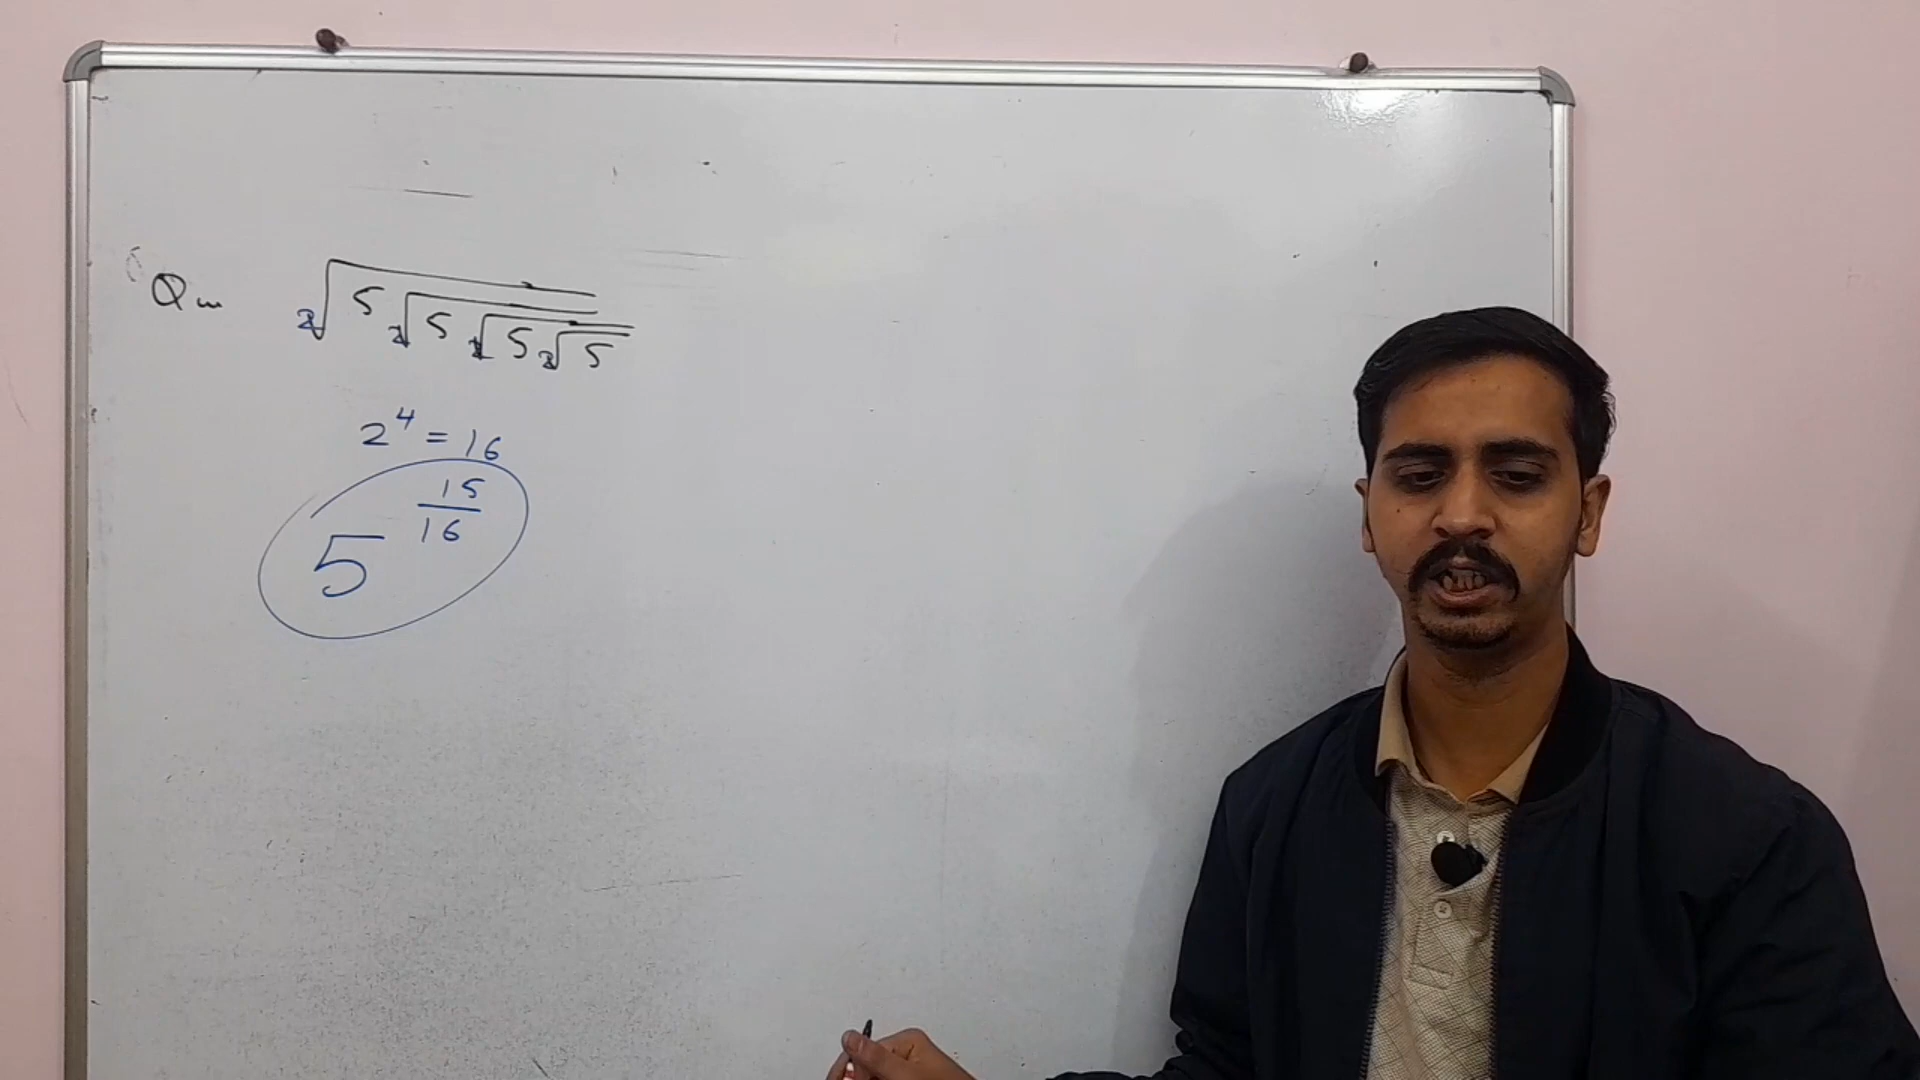 Q ²√5 ²√5 ²√5 ²√5
2⁴ = 16
5^15/16